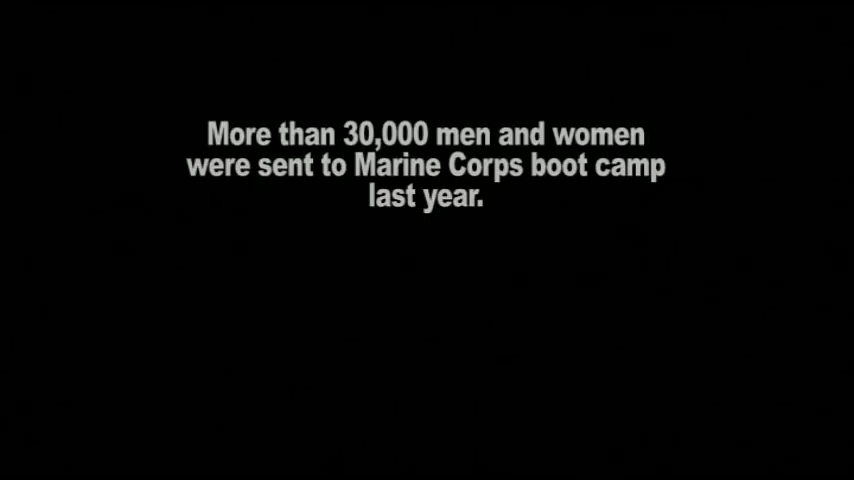 More than 30,000 men and women
were sent to Marine Corps boot camp
last year.